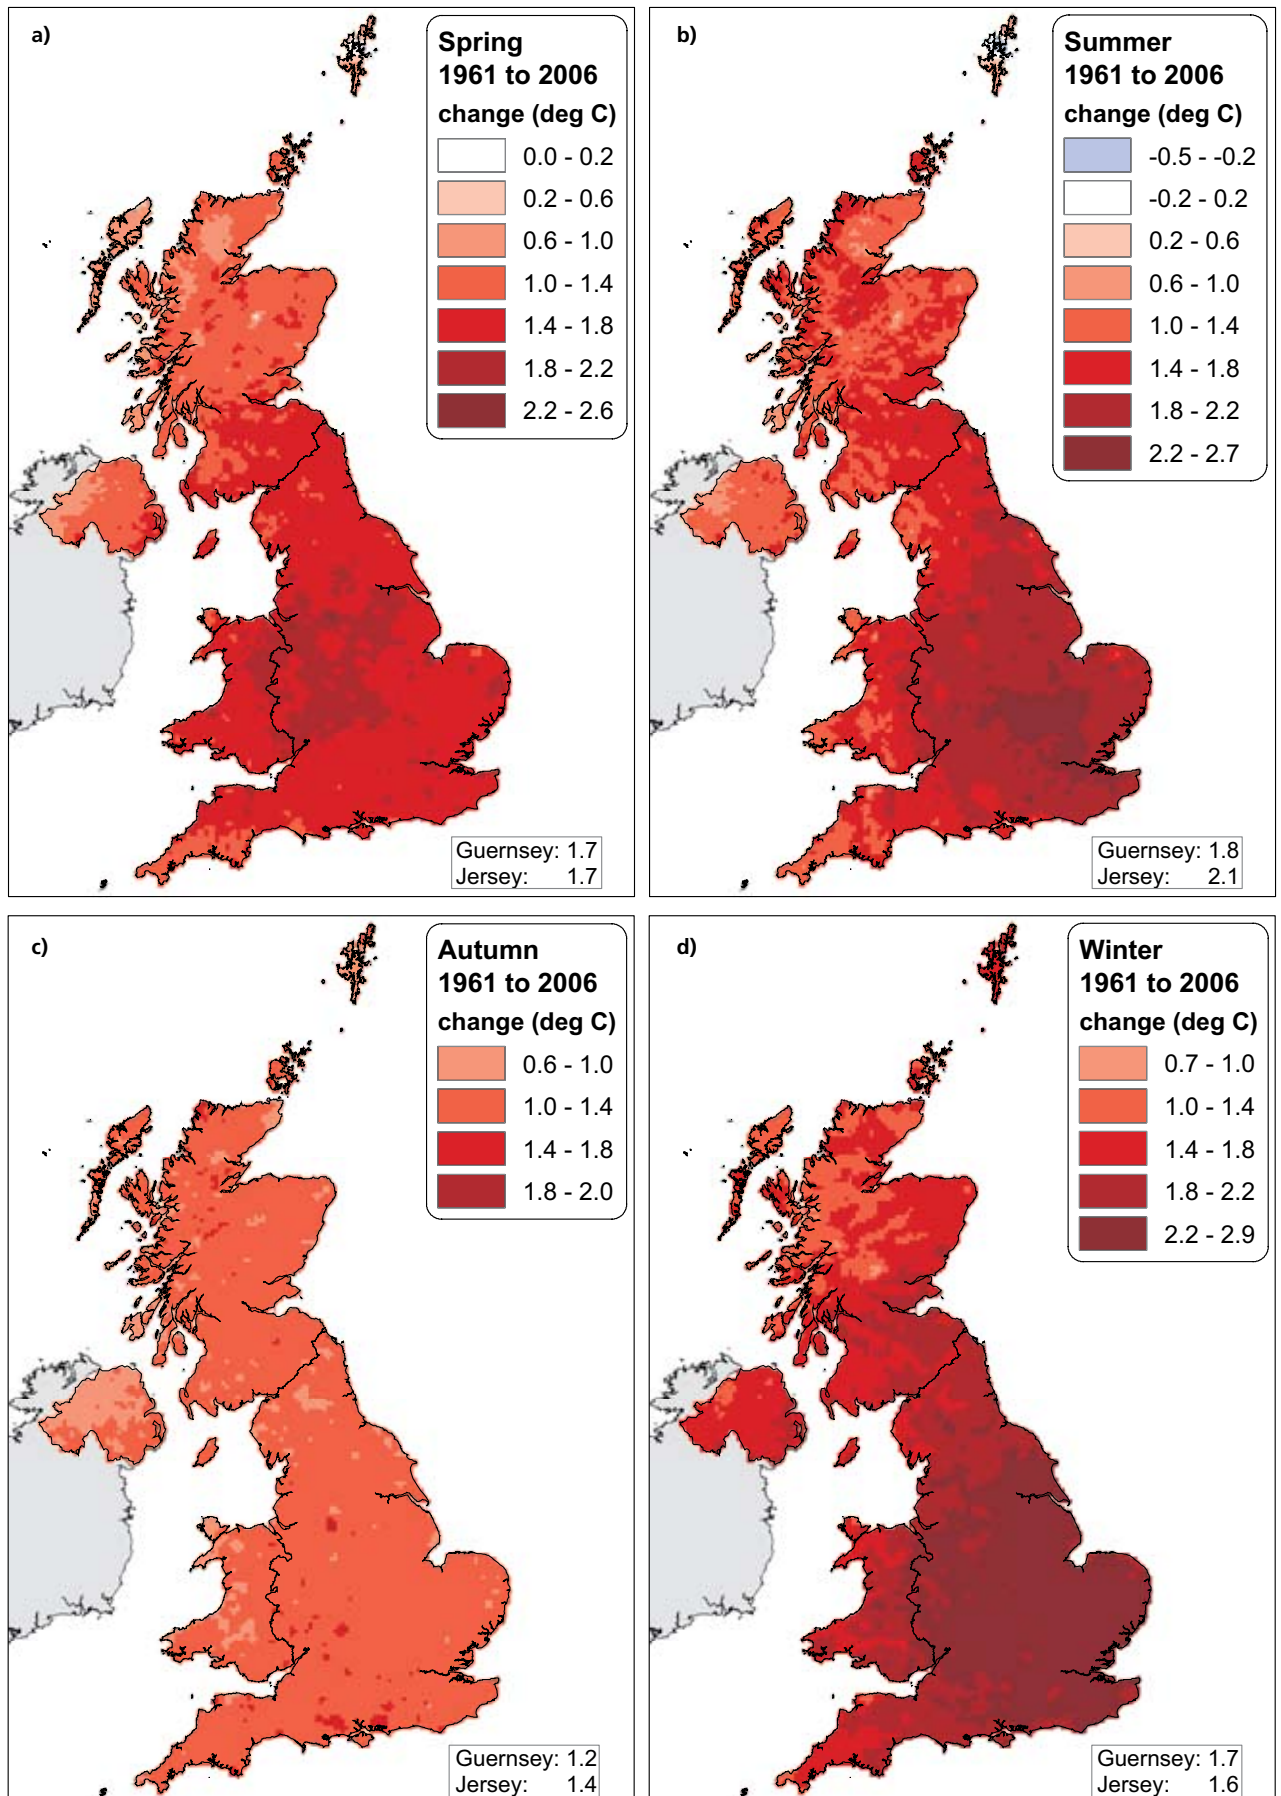 a)
Spring
1961 to 2006
change (deg C)
0.0 - 0.2
0.2 - 0.6
0.6 - 1.0
1.0 - 1.4
1.4 - 1.8
1.8 - 2.2
2.2 - 2.6
Guernsey: 1.7
Jersey: 1.7
b)
Summer
1961 to 2006
change (deg C)
-0.5 - -0.2
-0.2 - 0.2
0.2 - 0.6
0.6 - 1.0
1.0 - 1.4
1.4 - 1.8
1.8 - 2.2
2.2 - 2.7
Guernsey: 1.8
Jersey: 2.1
c)
Autumn
1961 to 2006
change (deg C)
0.6 - 1.0
1.0 - 1.4
1.4 - 1.8
1.8 - 2.0
Guernsey: 1.2
Jersey: 1.4
d)
Winter
1961 to 2006
change (deg C)
0.7 - 1.0
1.0 - 1.4
1.4 - 1.8
1.8 - 2.2
2.2 - 2.9
Guernsey: 1.7
Jersey: 1.6